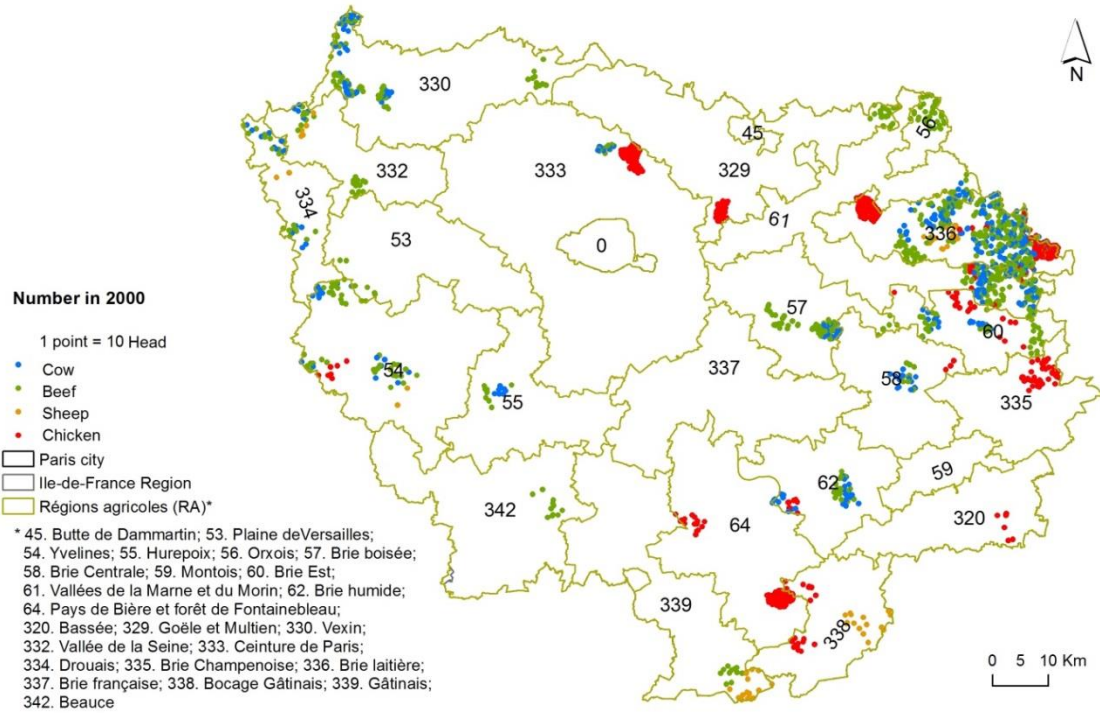 330
N
45
56
332
333
329
334
61
53
336
0
Number in 2000
57
1 point = 10 Head
60
Cow
337
54
58
Beef
55
335
Sheep
Chicken
Paris city
59
Ile-de-France Region
62
342
Régions agricoles (RA)*
64
320
* 45. Butte de Dammartin; 53. Plaine deVersailles;
54. Yvelines; 55. Hurepoix; 56. Orxois; 57. Brie boisée;
58. Brie Centrale; 59. Montois; 60. Brie Est;
61. Vallées de la Marne et du Morin; 62. Brie humide;
64. Pays de Bière et forêt de Fontainebleau;
320. Bassée; 329. Goële et Multien; 330. Vexin;
332. Vallée de la Seine; 333. Ceinture de Paris;
334. Drouais; 335. Brie Champenoise; 336. Brie laitière;
337. Brie française; 338. Bocage Gâtinais; 339. Gâtinais;
342. Beauce
339
338
0 5 10 Km